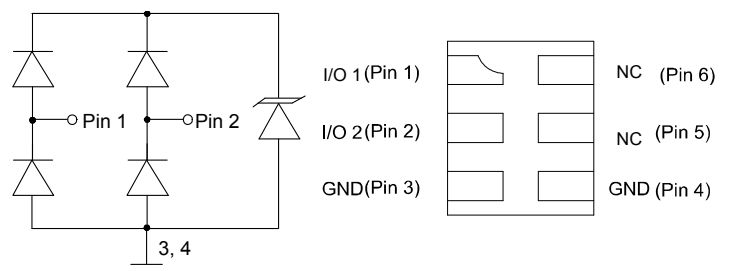 Pin 1
Pin 2
3, 4
I/O 1 (Pin 1)
I/O 2 (Pin 2)
GND (Pin 3)
NC (Pin 6)
NC (Pin 5)
GND (Pin 4)